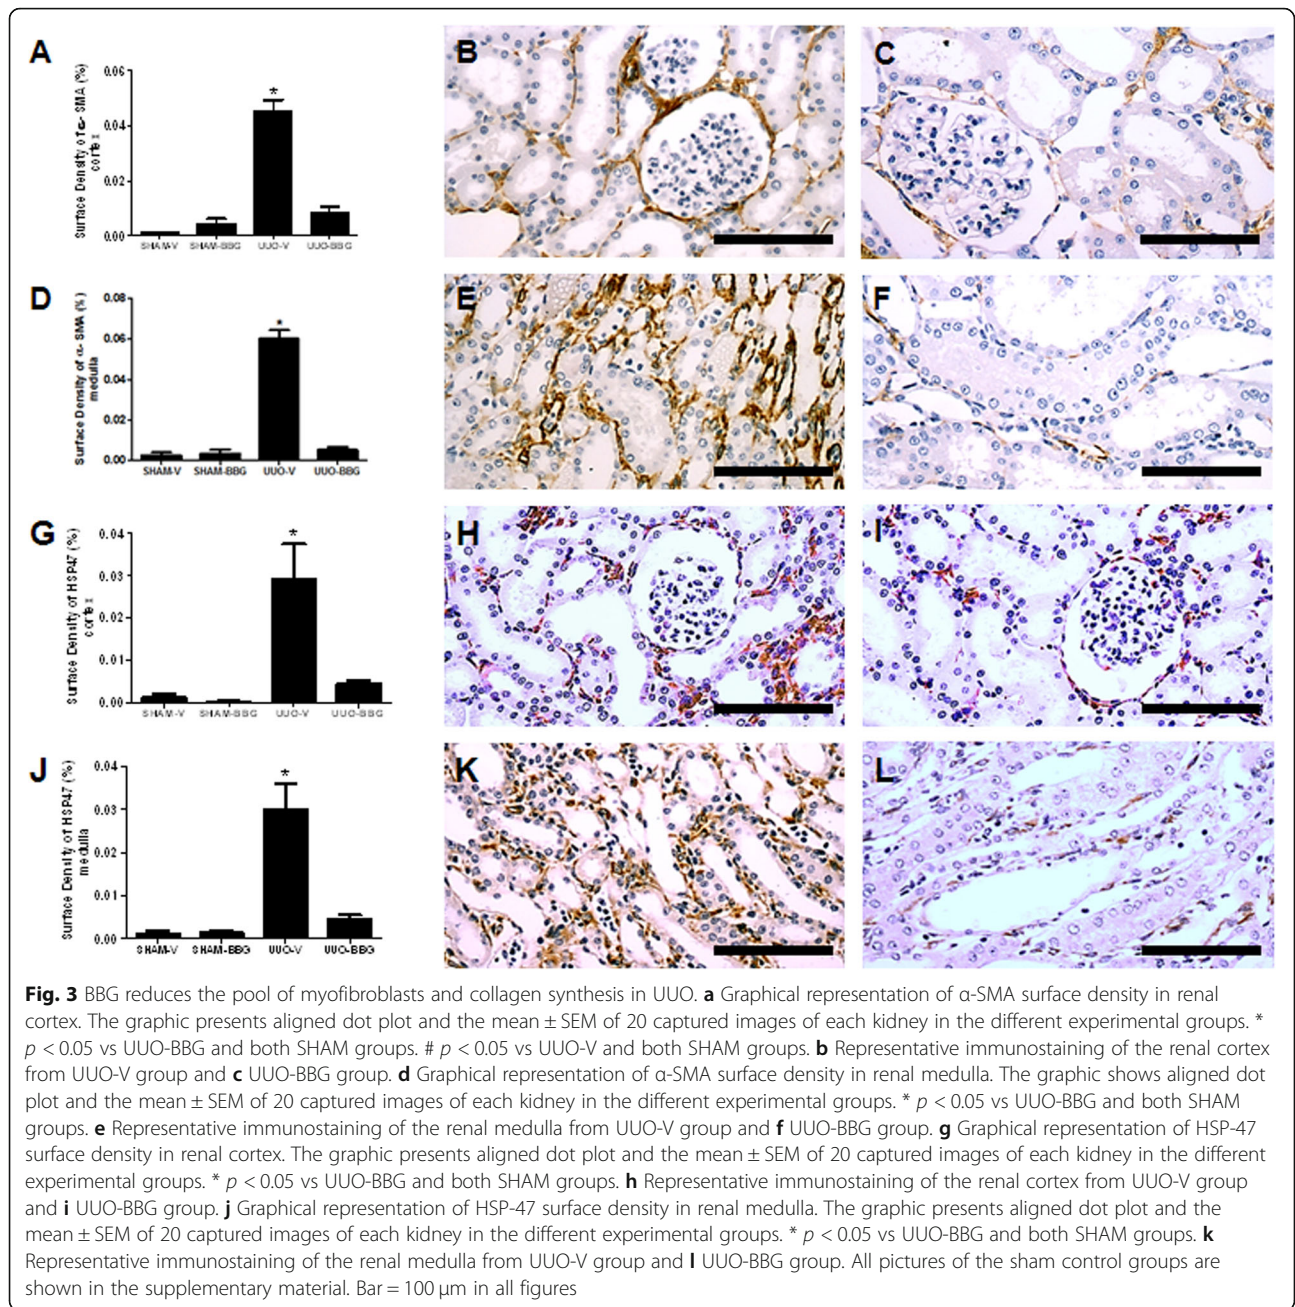 A
B
C
Surface Density of α- SMA (%)
cortex
0.06
0.04
0.02
0.00
*
SHAM-V SHAM-BBG UUO-V UUO-BBG
D
E
F
Surface Density of α- SMA (%)
medulla
0.08
0.06
0.04
0.02
0.00
*
SHAM-V SHAM-BBG UUO-V UUO-BBG
G
H
I
Surface Density of HSP47 (%)
cortex
0.04
0.03
0.02
0.01
0.00
*
SHAM-V SHAM-BBG UUO-V UUO-BBG
J
K
L
Surface Density of HSP47 (%)
medulla
0.04
0.03
0.02
0.01
0.00
*
SHAM-V SHAM-BBG UUO-V UUO-BBG
Fig. 3 BBG reduces the pool of myofibroblasts and collagen synthesis in UUO. a Graphical representation of α-SMA surface density in renal
cortex. The graphic presents aligned dot plot and the mean ± SEM of 20 captured images of each kidney in the different experimental groups. *
p < 0.05 vs UUO-BBG and both SHAM groups. # p < 0.05 vs UUO-V and both SHAM groups. b Representative immunostaining of the renal cortex
from UUO-V group and c UUO-BBG group. d Graphical representation of α-SMA surface density in renal medulla. The graphic shows aligned dot
plot and the mean ± SEM of 20 captured images of each kidney in the different experimental groups. * p < 0.05 vs UUO-BBG and both SHAM
groups. e Representative immunostaining of the renal medulla from UUO-V group and f UUO-BBG group. g Graphical representation of HSP-47
surface density in renal cortex. The graphic presents aligned dot plot and the mean ± SEM of 20 captured images of each kidney in the different
experimental groups. * p < 0.05 vs UUO-BBG and both SHAM groups. h Representative immunostaining of the renal cortex from UUO-V group
and i UUO-BBG group. j Graphical representation of HSP-47 surface density in renal medulla. The graphic presents aligned dot plot and the
mean ± SEM of 20 captured images of each kidney in the different experimental groups. * p < 0.05 vs UUO-BBG and both SHAM groups. k
Representative immunostaining of the renal medulla from UUO-V group and l UUO-BBG group. All pictures of the sham control groups are
shown in the supplementary material. Bar = 100 μm in all figures